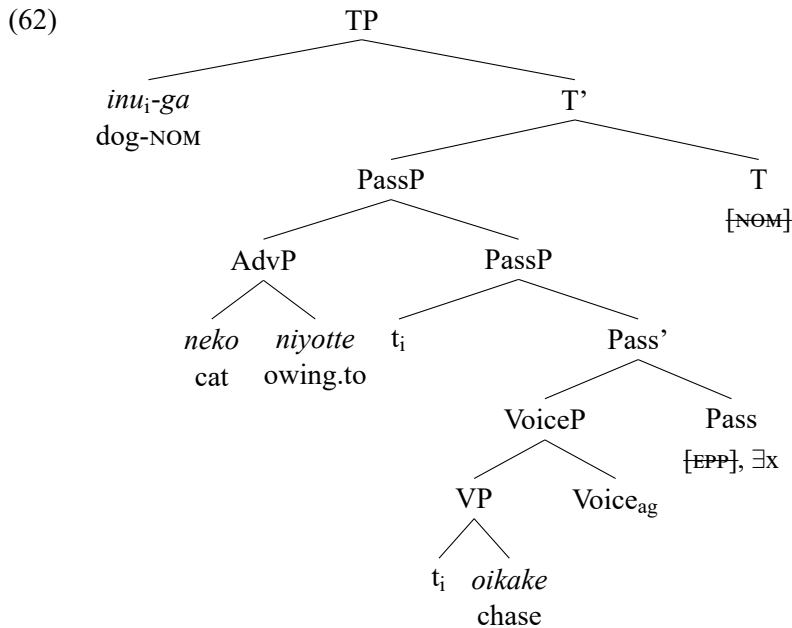 (62) TP
inuᵢ-ga T’
dog-NOM
PassP T
[NOM]
AdvP PassP
neko niyotte tᵢ Pass’
cat owing.to
VoiceP Pass
[EPP], ∃x
VP Voiceₐg
tᵢ oikake
chase